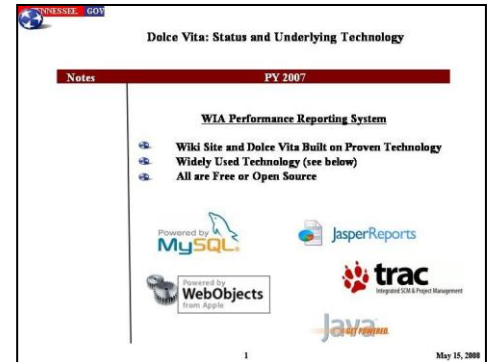 TENNESSEE. GOV
Dolce Vita: Status and Underlying Technology
Notes
PY 2007
WIA Performance Reporting System
Wiki Site and Dolce Vita Built on Proven Technology
Widely Used Technology (see below)
All are Free or Open Source
Powered by
MySQL
JasperReports
Powered by
WebObjects
from Apple
trac
Integrated SCM & Project Management
Java
GET POWERED.
1
May 15, 2008